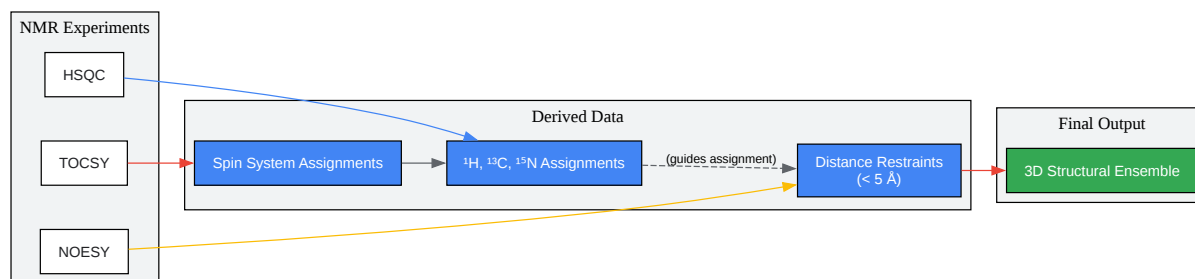 NMR Experiments
HSQC
TOCSY
NOESY
Derived Data
Spin System Assignments
¹H, ¹³C, ¹⁵N Assignments
(guides assignment)
Distance Restraints
(< 5 Å)
Final Output
3D Structural Ensemble